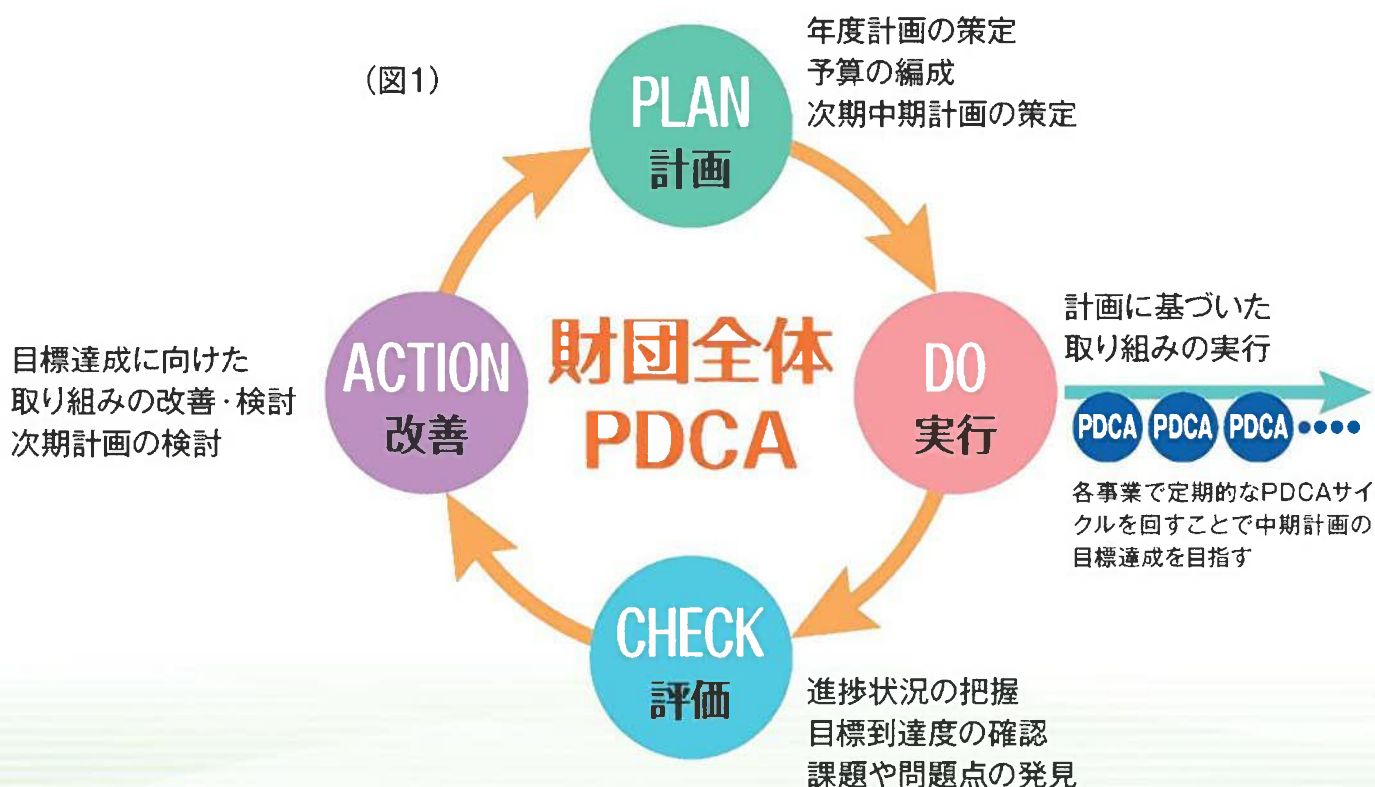 (図1)
PLAN
計画
年度計画の策定
予算の編成
次期中期計画の策定
財団全体
PDCA
DO
実行
計画に基づいた
取り組みの実行
PDCA PDCA PDCA ••••
各事業で定期的なPDCAサイ
クルを回すことで中期計画の
目標達成を目指す
CHECK
評価
進捗状況の把握
目標到達度の確認
課題や問題点の発見
ACTION
改善
目標達成に向けた
取り組みの改善・検討
次期計画の検討